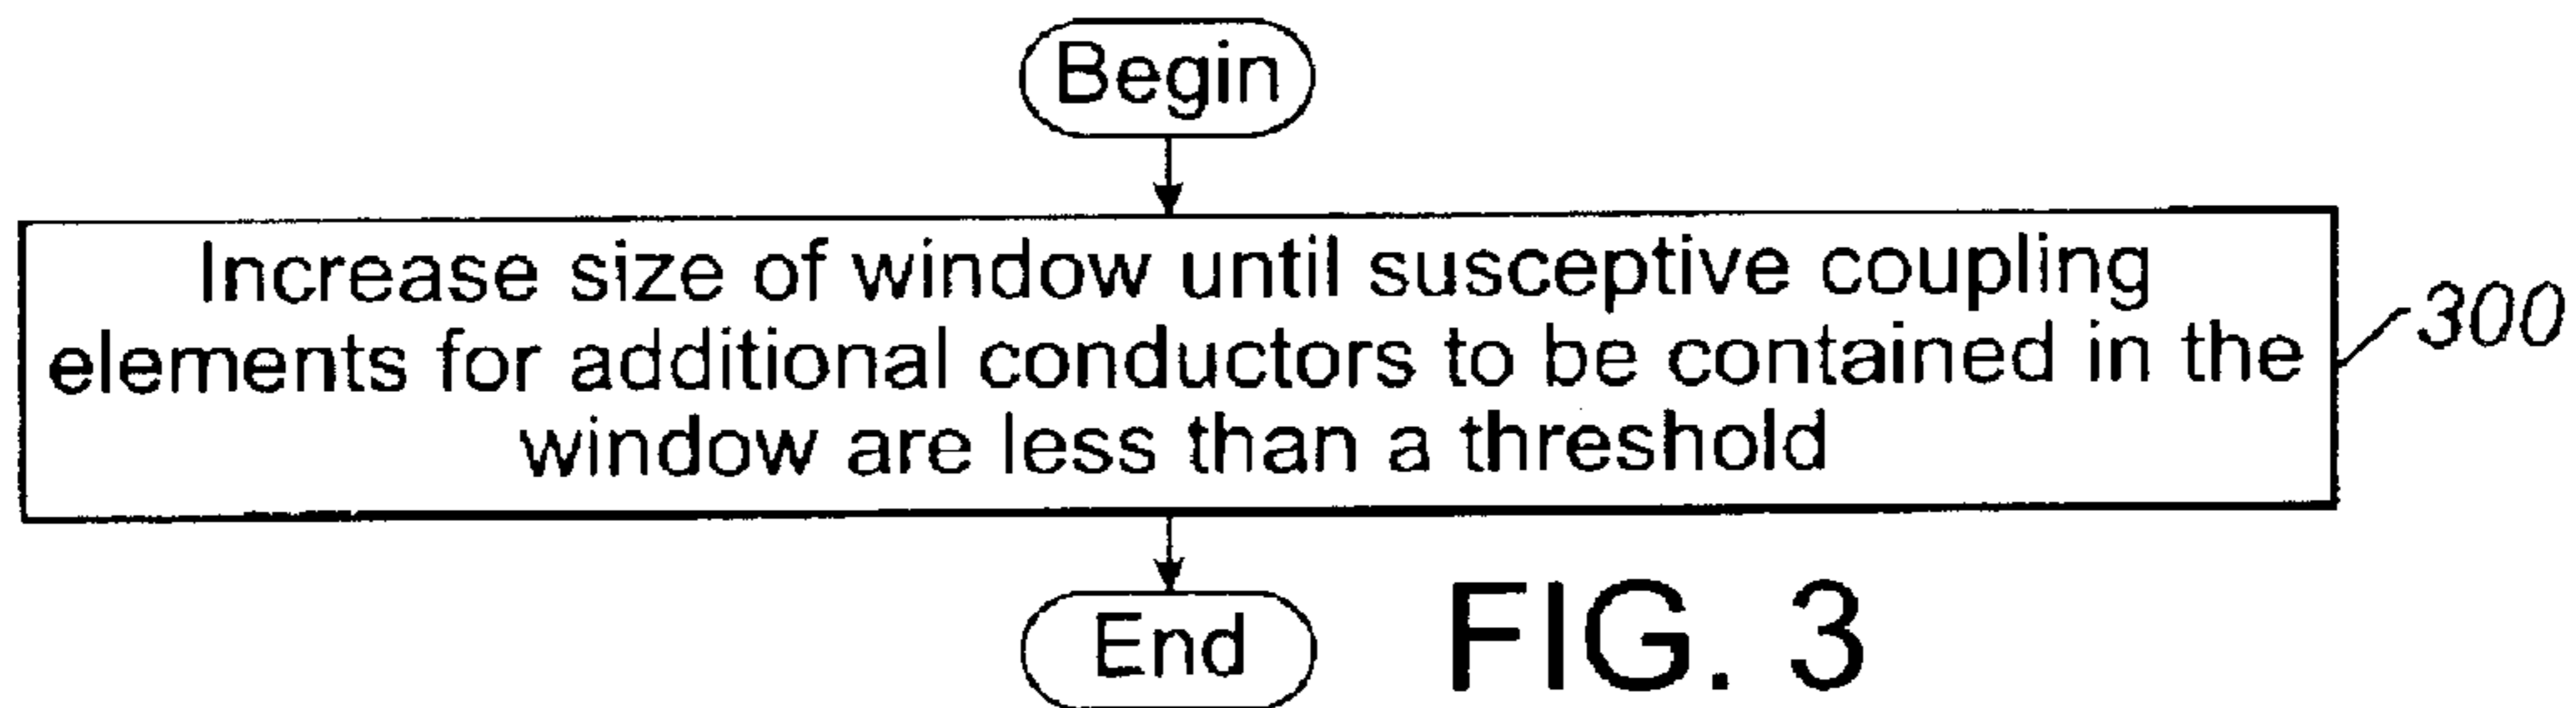 Begin
Increase size of window until susceptive coupling
elements for additional conductors to be contained in the
window are less than a threshold
300
End
FIG. 3